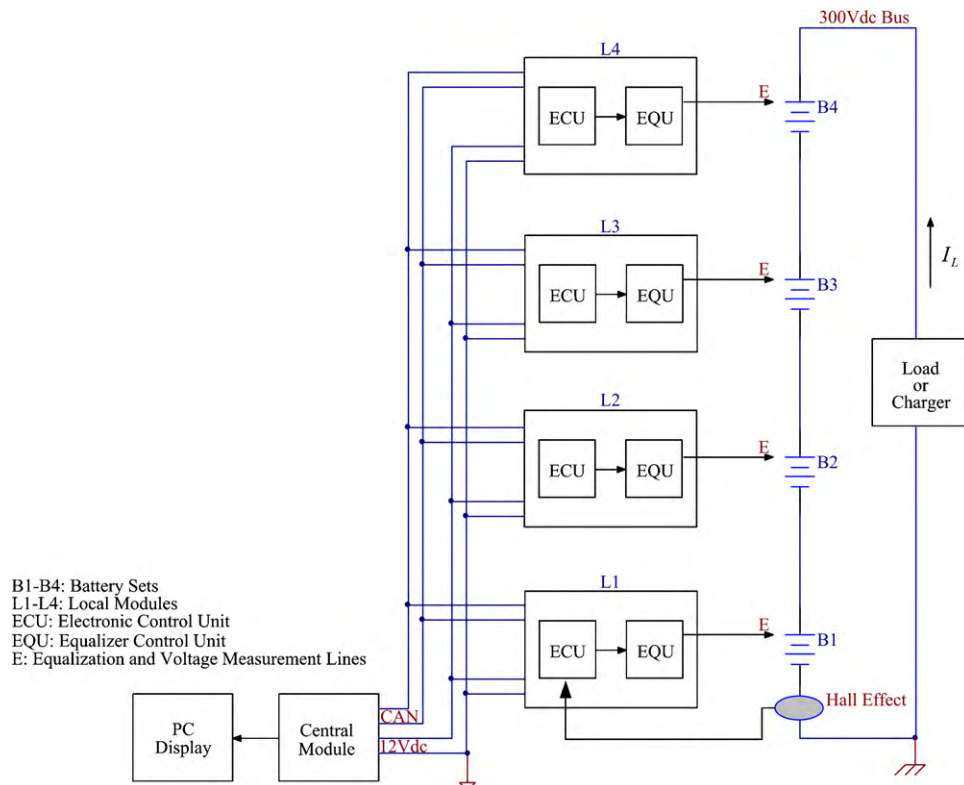 300Vdc Bus
L4
ECU
EQU
E
B4
L3
ECU
EQU
E
B3
I_L
L2
ECU
EQU
E
B2
Load
or
Charger
L1
ECU
EQU
E
B1
Hall Effect
B1-B4: Battery Sets
L1-L4: Local Modules
ECU: Electronic Control Unit
EQU: Equalizer Control Unit
E: Equalization and Voltage Measurement Lines
PC
Display
Central
Module
CAN
12Vdc